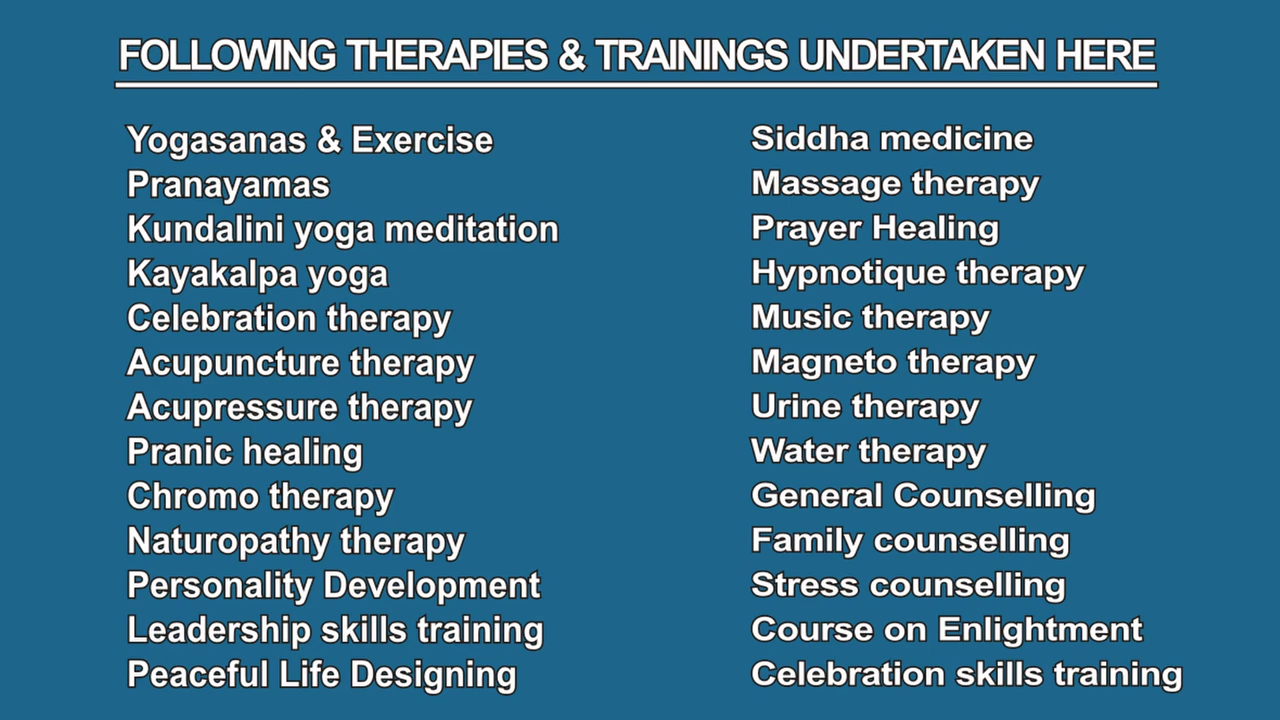 FOLLOWING THERAPIES & TRAININGS UNDERTAKEN HERE
Yogasanas & Exercise
Pranayamas
Kundalini yoga meditation
Kayakalpa yoga
Celebration therapy
Acupuncture therapy
Acupressure therapy
Pranic healing
Chromo therapy
Naturopathy therapy
Personality Development
Leadership skills training
Peaceful Life Designing
Siddha medicine
Massage therapy
Prayer Healing
Hypnotique therapy
Music therapy
Magneto therapy
Urine therapy
Water therapy
General Counselling
Family counselling
Stress counselling
Course on Enlightment
Celebration skills training